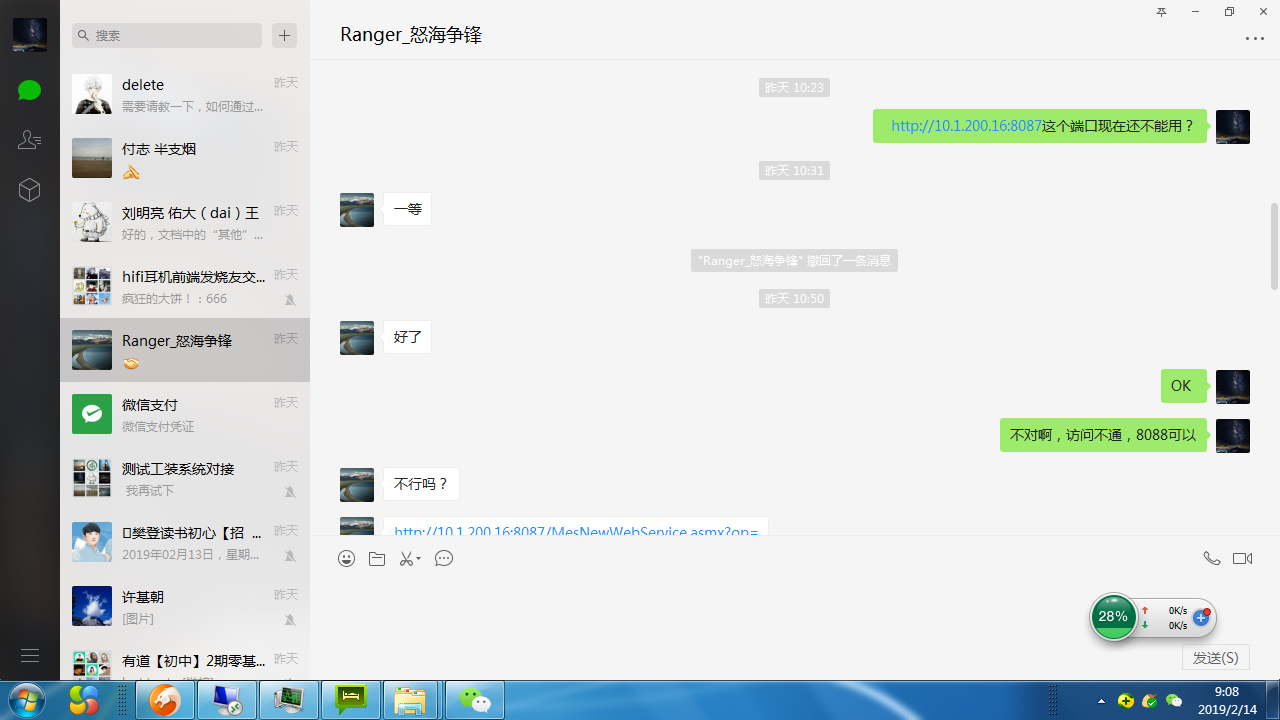 搜索
delete
昨天
需要请教一下，如何通过...
付志 半支烟
昨天
刘明亮 佑大（dai）王
昨天
好的，文档中的“其他”...
hifi耳机前端发烧友交...
昨天
疯狂的大饼！：666
Ranger_怒海争锋
昨天
微信支付
昨天
微信支付凭证
测试工装系统对接
昨天
我再试下
樊登读书初心【招 ...
昨天
2019年02月13日，星期...
许基朝
昨天
[图片]
有道【初中】2期零基...
昨天
Ranger_怒海争锋
昨天 10:23
http://10.1.200.16:8087这个端口现在还不能用？
昨天 10:31
一等
"Ranger_怒海争锋" 撤回了一条消息
昨天 10:50
好了
OK
不对啊，访问不通，8088可以
不行吗？
http://10.1.200.16:8087/MesNewWebService.asmx?op=
28%
0K/s
0K/s
发送(S)
9:08
2019/2/14